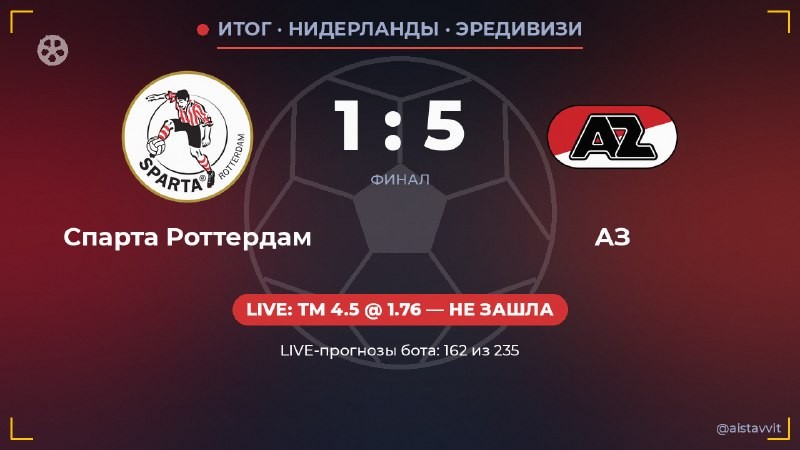 ИТОГ · НИДЕРЛАНДЫ · ЭРЕДИВИЗИ
SPARTA® ROTTERDAM
1 : 5
AZ
ФИНАЛ
Спарта Роттердам
АЗ
LIVE: ТМ 4.5 @ 1.76 — НЕ ЗАШЛА
LIVE-прогнозы бота: 162 из 235
@aistavvit